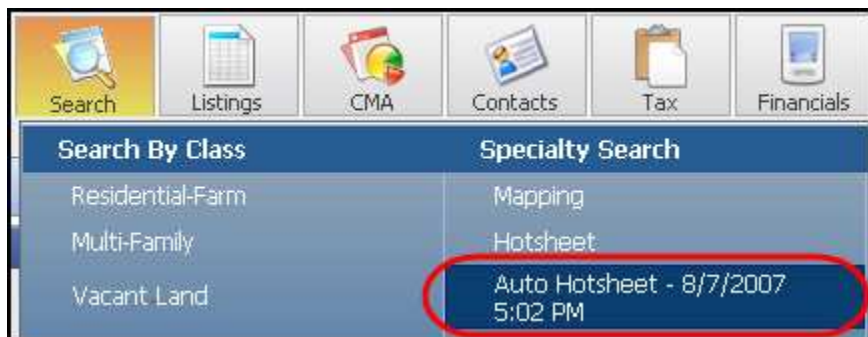 Search Listings CMA Contacts Tax Financials
Search By Class Specialty Search
Residential-Farm Mapping
Multi-Family Hotsheet
Vacant Land Auto Hotsheet - 8/7/2007
5:02 PM